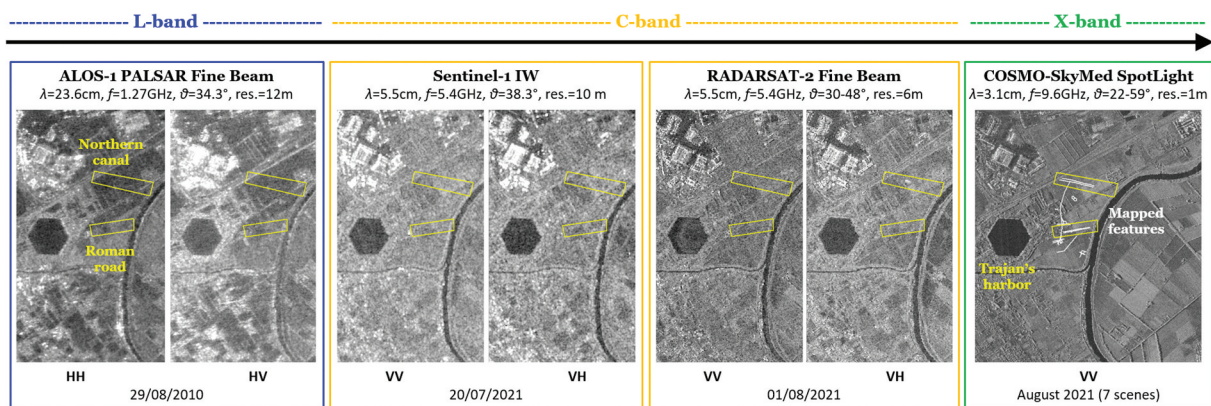 L-band
C-band
X-band
ALOS-1 PALSAR Fine Beam
λ=23.6cm, f=1.27GHz, ϑ=34.3°, res.=12m
Northern
canal
Roman
road
HH
HV
29/08/2010
Sentinel-1 IW
λ=5.5cm, f=5.4GHz, ϑ=38.3°, res.=10 m
VV
VH
20/07/2021
RADARSAT-2 Fine Beam
λ=5.5cm, f=5.4GHz, ϑ=30-48°, res.=6m
VV
VH
01/08/2021
COSMO-SkyMed SpotLight
λ=3.1cm, f=9.6GHz, ϑ=22-59°, res.=1m
Mapped
features
Trajan's
harbor
VV
August 2021 (7 scenes)